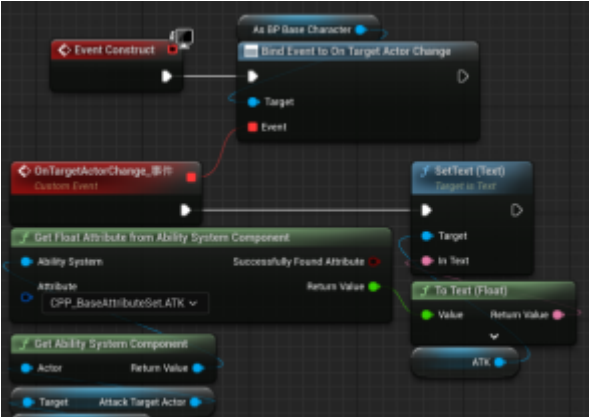 As BP Base Character
Event Construct
Bind Event to On Target Actor Change
Target
Event
OnTargetActorChange_事件
Custom Event
SetText (Text)
Target is Text
Target
In Text
Get Float Attribute from Ability System Component
Ability System
Successfully Found Attribute
Attribute
Return Value
CPP_BaseAttributeSet.ATK
To Text (Float)
Value
Return Value
Get Ability System Component
Actor
Return Value
ATK
Target
Attack Target Actor